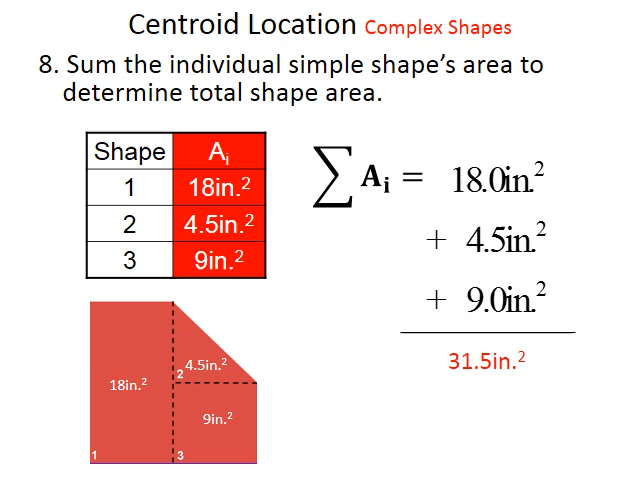 Centroid Location Complex Shapes
8. Sum the individual simple shape's area to
determine total shape area.
Shape Aᵢ
1 18in.²
2 4.5in.²
3 9in.²
∑ Aᵢ = 18.0in.²
+ 4.5in.²
+ 9.0in.²
31.5in.²
4.5in.²
2
18in.²
9in.²
1
3